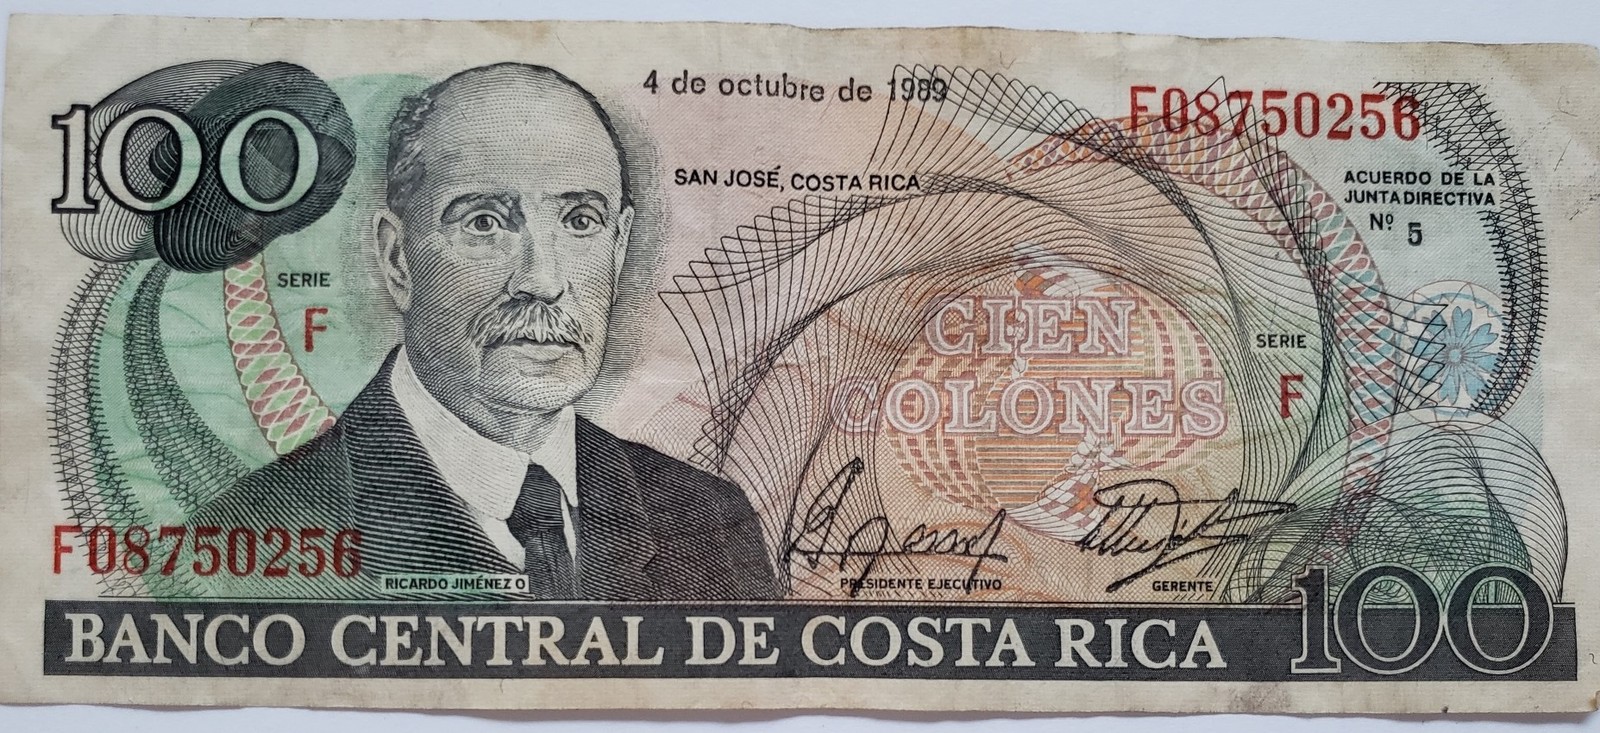 100
4 de octubre de 1989
F08750256
SAN JOSÉ, COSTA RICA
ACUERDO DE LA
JUNTA DIRECTIVA
Nº 5
SERIE
F
CIEN
COLONES
SERIE
F
F08750256
RICARDO JIMÉNEZ O
PRESIDENTE EJECUTIVO
GERENTE
BANCO CENTRAL DE COSTA RICA
100